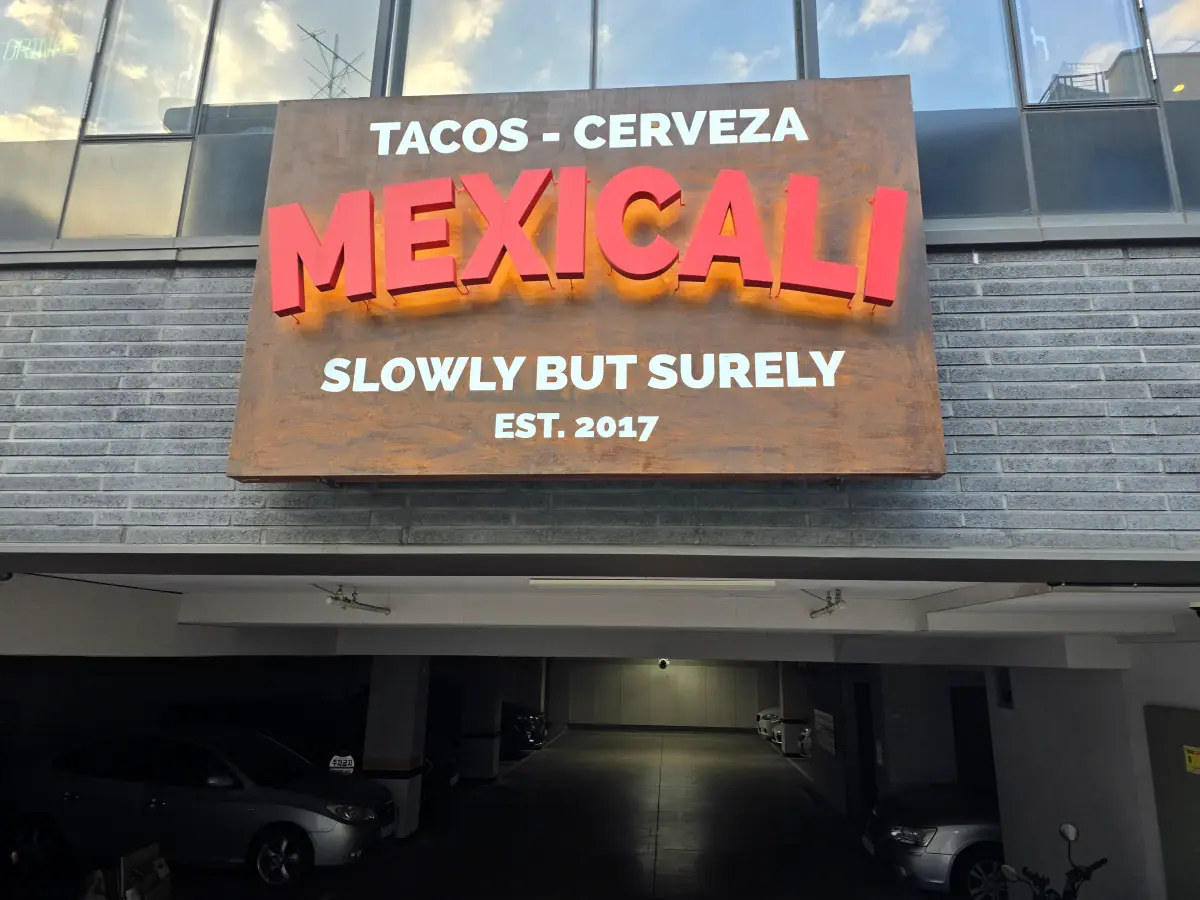 TACOS - CERVEZA
MEXICALI
SLOWLY BUT SURELY
EST. 2017